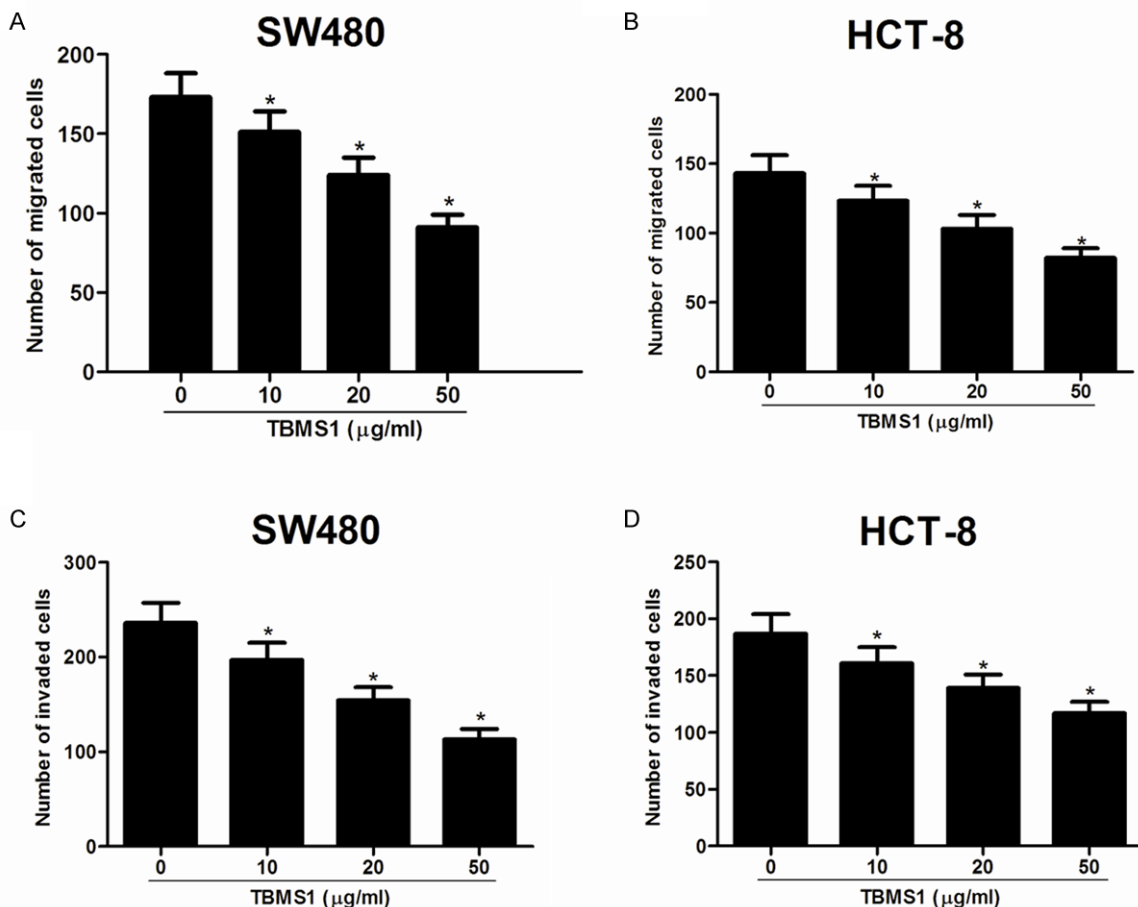 A
SW480
Number of migrated cells
200
150
100
50
0
*
*
*
0 10 20 50
TBMS1 (μg/ml)
B
HCT-8
Number of migrated cells
200
150
100
50
0
*
*
*
0 10 20 50
TBMS1 (μg/ml)
C
SW480
Number of invaded cells
300
200
100
0
*
*
*
0 10 20 50
TBMS1 (μg/ml)
D
HCT-8
Number of invaded cells
250
200
150
100
50
0
*
*
*
0 10 20 50
TBMS1 (μg/ml)